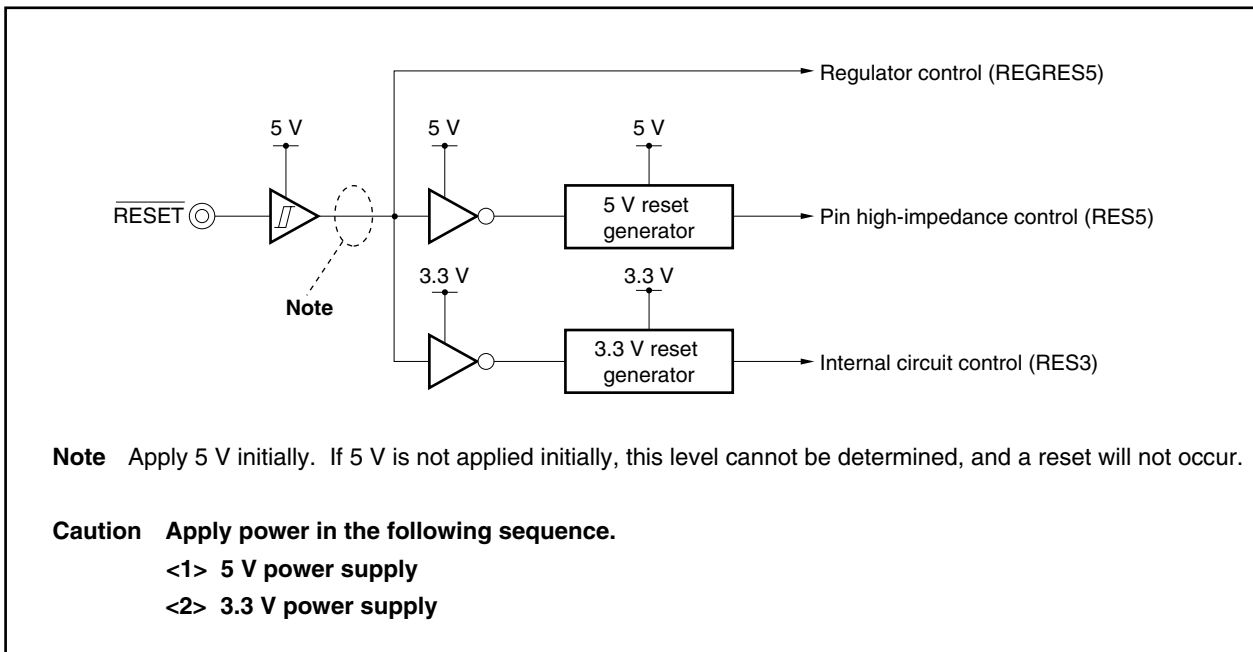 Regulator control (REGRES5)
5 V
5 V
5 V
RESET
5 V reset
generator
Pin high-impedance control (RES5)
3.3 V
3.3 V
Note
3.3 V reset
generator
Internal circuit control (RES3)
Note Apply 5 V initially. If 5 V is not applied initially, this level cannot be determined, and a reset will not occur.
Caution Apply power in the following sequence.
<1> 5 V power supply
<2> 3.3 V power supply